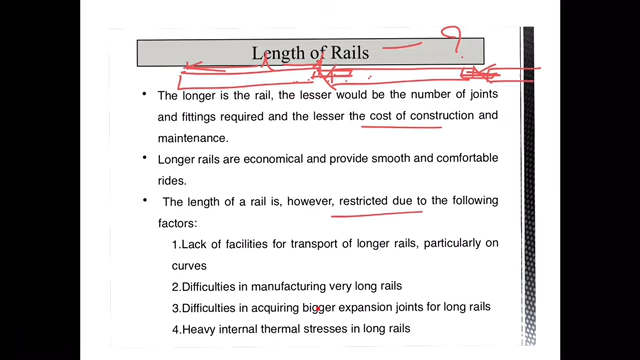 Length of Rails
• The longer is the rail, the lesser would be the number of joints
and fittings required and the lesser the cost of construction and
maintenance.
• Longer rails are economical and provide smooth and comfortable
rides.
• The length of a rail is, however, restricted due to the following
factors:
1.Lack of facilities for transport of longer rails, particularly on
curves
2.Difficulties in manufacturing very long rails
3.Difficulties in acquiring bigger expansion joints for long rails
4.Heavy internal thermal stresses in long rails